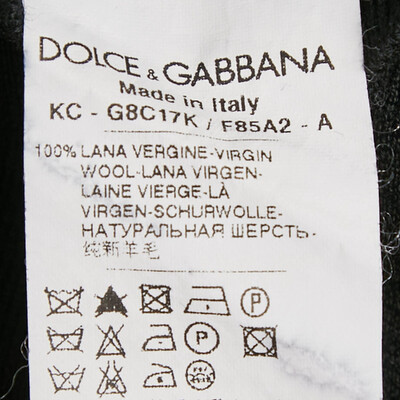 DOLCE & GABBANA
Made in Italy
KC - G8C17K / F85A2 - A
100% LANA VERGINE-VIRGIN
WOOL-LANA VIRGEN-
LAINE VIERGE-LÀ
VIRGEN-SCHURWOLLE-
НАТУРАЛЬНАЯ ШЕРСТЬ-
纯新羊毛
P
P